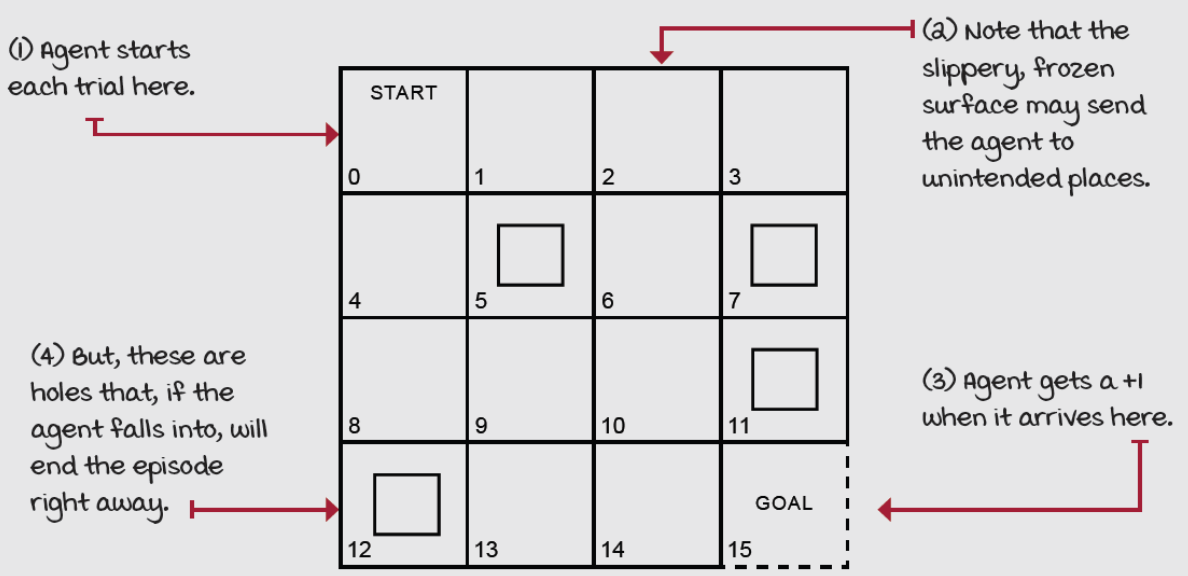 (1) Agent starts
each trial here.
(2) Note that the
slippery, frozen
surface may send
the agent to
unintended places.
START
0
1
2
3
4
5
6
7
(4) But, these are
holes that, if the
agent falls into, will
end the episode
right away.
(3) Agent gets a +1
when it arrives here.
8
9
10
11
GOAL
12
13
14
15